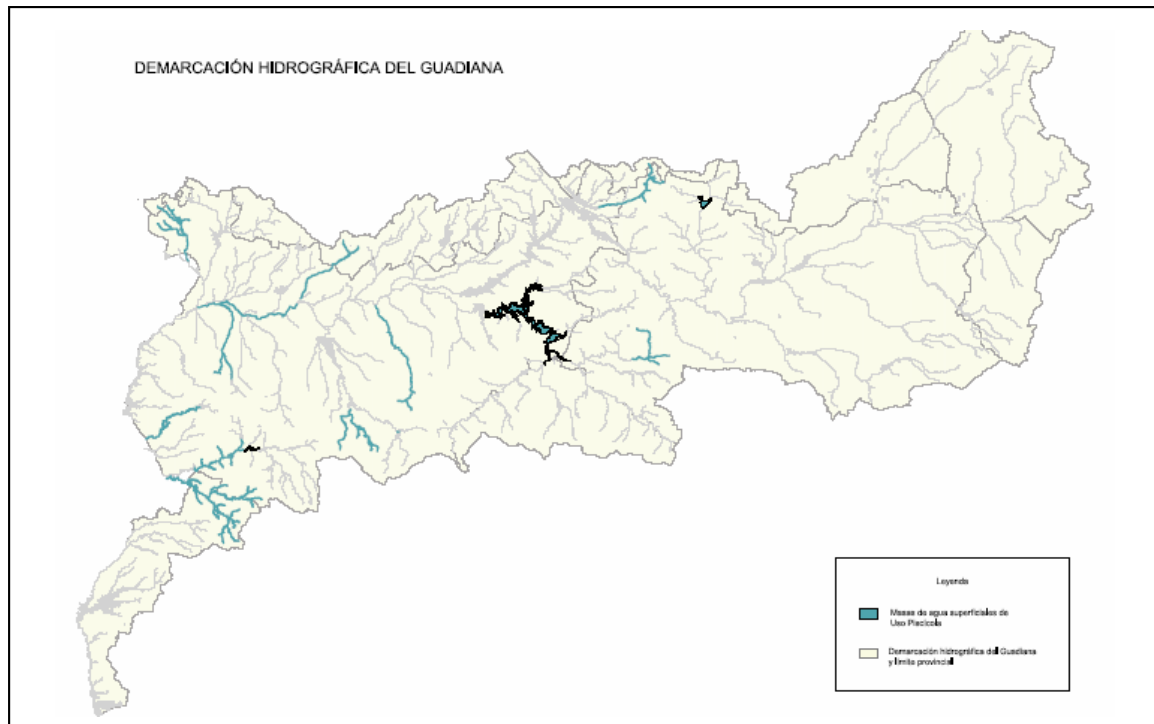 DEMARCACIÓN HIDROGRÁFICA DEL GUADIANA
Leyenda
Masas de agua superficiales de
Uso Piscícola
Demarcación hidrográfica del Guadiana
y límite provincial